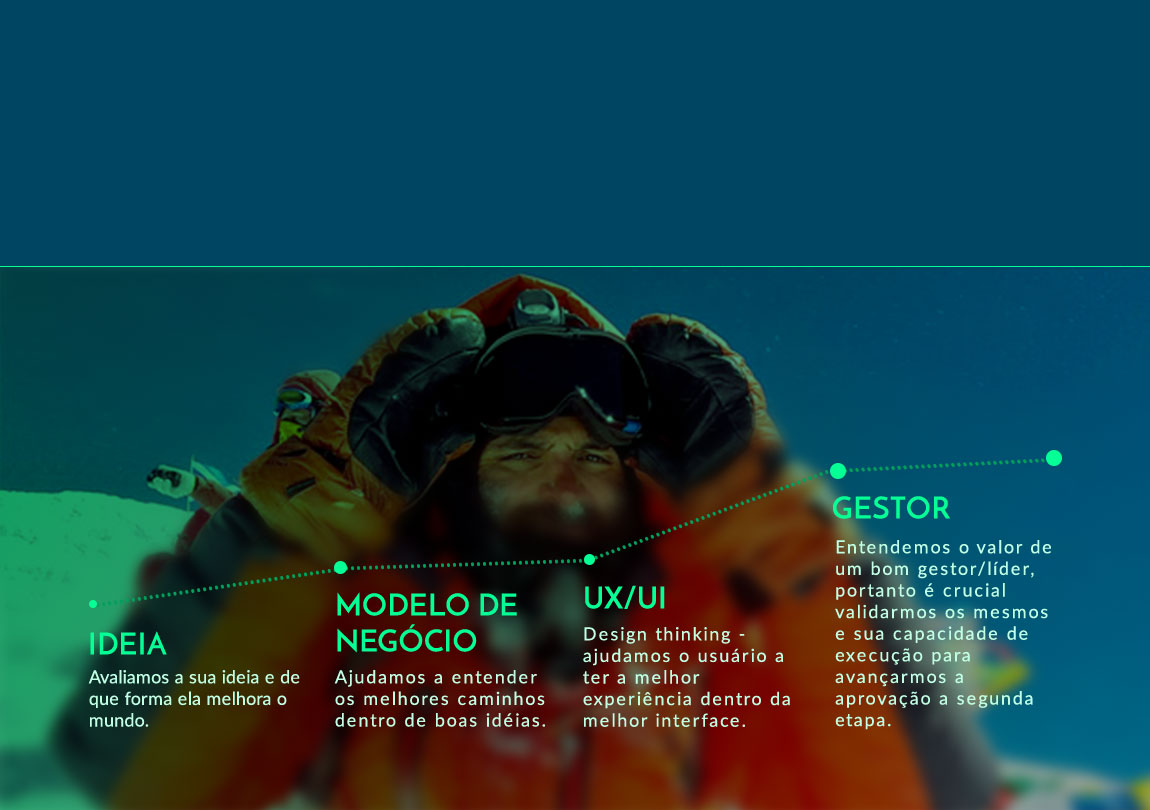 IDEIA
Avaliamos a sua ideia e de
que forma ela melhora o
mundo.
MODELO DE
NEGÓCIO
Ajudamos a entender
os melhores caminhos
dentro de boas idéias.
UX/UI
Design thinking -
ajudamos o usuário a
ter a melhor
experiência dentro da
melhor interface.
GESTOR
Entendemos o valor de
um bom gestor/líder,
portanto é crucial
validarmos os mesmos
e sua capacidade de
execução para
avançarmos a
aprovação a segunda
etapa.